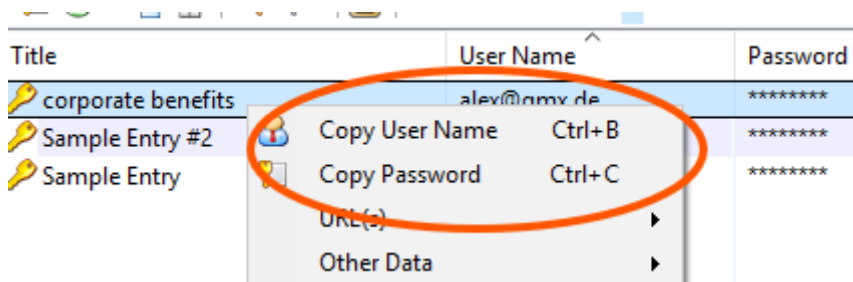 Title User Name Password
corporate benefits alex@gmx.de ********
Copy User Name Ctrl+B
Sample Entry #2 ********
Copy Password Ctrl+C
Sample Entry ********
URL(s)
Other Data